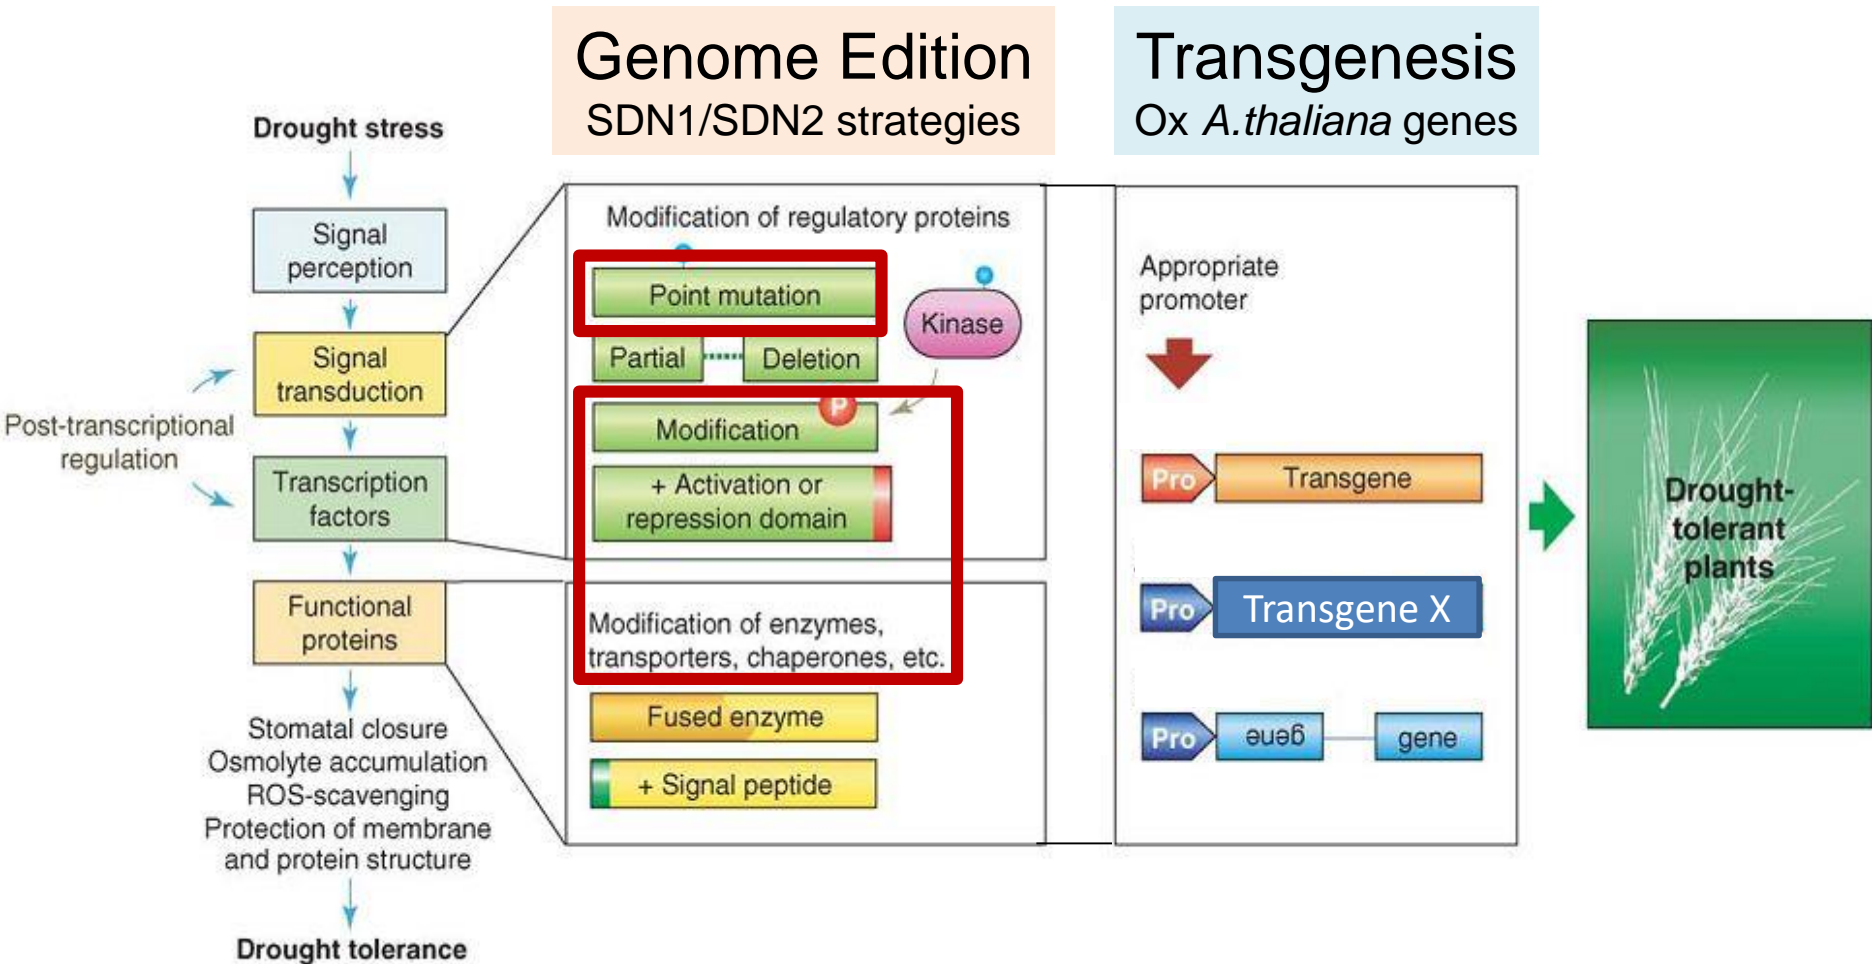 Genome Edition
SDN1/SDN2 strategies
Transgenesis
Ox A.thaliana genes
Drought stress
Signal
perception
Signal
transduction
Post-transcriptional
regulation
Transcription
factors
Functional
proteins
Stomatal closure
Osmolyte accumulation
ROS-scavenging
Protection of membrane
and protein structure
Drought tolerance
Modification of regulatory proteins
Point mutation
Kinase
Partial
Deletion
P
Modification
+ Activation or
repression domain
Modification of enzymes,
transporters, chaperones, etc.
Fused enzyme
+ Signal peptide
Appropriate
promoter
Pro Transgene
Pro Transgene X
Pro gene gene
Drought-
tolerant
plants